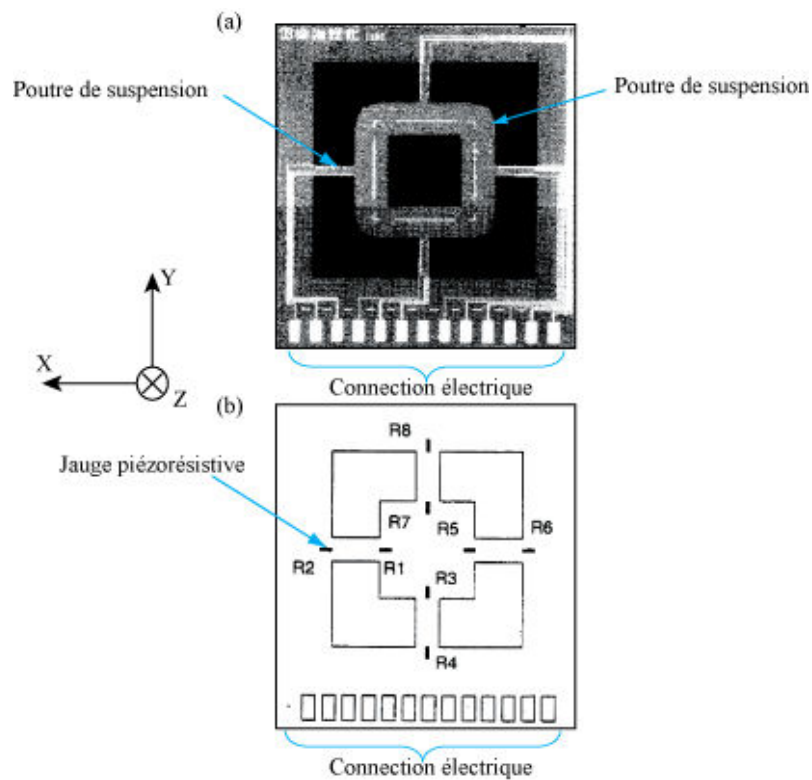 (a)
Poutre de suspension
Poutre de suspension
Y
X
Z
Connection électrique
(b)
R8
Jauge piézorésistive
R7
R5
R6
R2
R1
R3
R4
Connection électrique